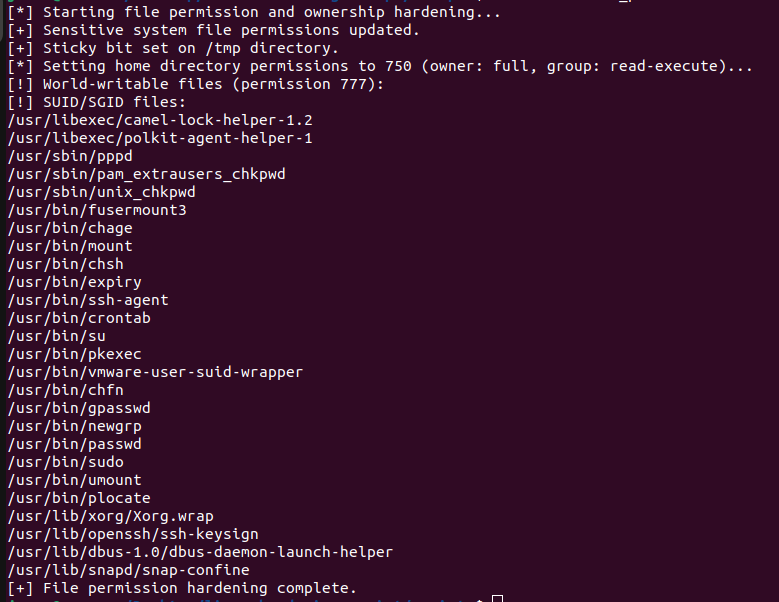 [*] Starting file permission and ownership hardening...
[+] Sensitive system file permissions updated.
[+] Sticky bit set on /tmp directory.
[*] Setting home directory permissions to 750 (owner: full, group: read-execute)...
[!] World-writable files (permission 777):
[!] SUID/SGID files:
/usr/libexec/camel-lock-helper-1.2
/usr/libexec/polkit-agent-helper-1
/usr/sbin/pppd
/usr/sbin/pam_extrausers_chkpwd
/usr/sbin/unix_chkpwd
/usr/bin/fusermount3
/usr/bin/chage
/usr/bin/mount
/usr/bin/chsh
/usr/bin/expiry
/usr/bin/ssh-agent
/usr/bin/crontab
/usr/bin/su
/usr/bin/pkexec
/usr/bin/vmware-user-suid-wrapper
/usr/bin/chfn
/usr/bin/gpasswd
/usr/bin/newgrp
/usr/bin/passwd
/usr/bin/sudo
/usr/bin/umount
/usr/bin/plocate
/usr/lib/xorg/Xorg.wrap
/usr/lib/openssh/ssh-keysign
/usr/lib/dbus-1.0/dbus-daemon-launch-helper
/usr/lib/snapd/snap-confine
[+] File permission hardening complete.